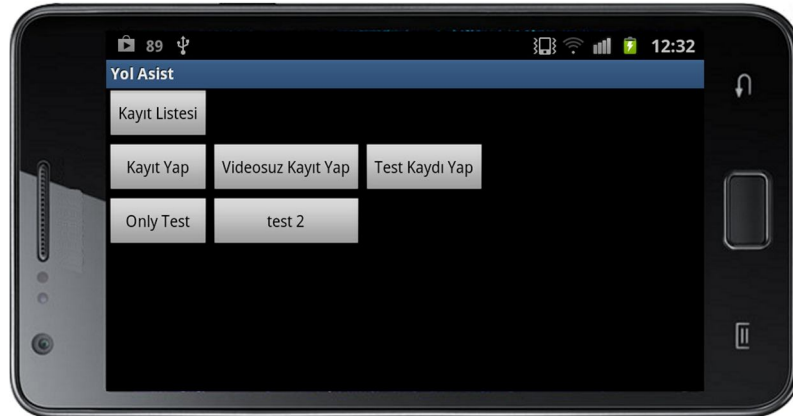 89 12:32
Yol Asist
Kayıt Listesi
Kayıt Yap Videosuz Kayıt Yap Test Kaydı Yap
Only Test test 2